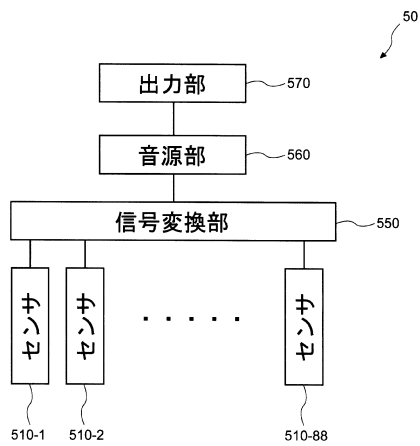 50
出力部
570
音源部
560
信号変換部
550
センサ
センサ
・・・・・
センサ
510-1
510-2
510-88